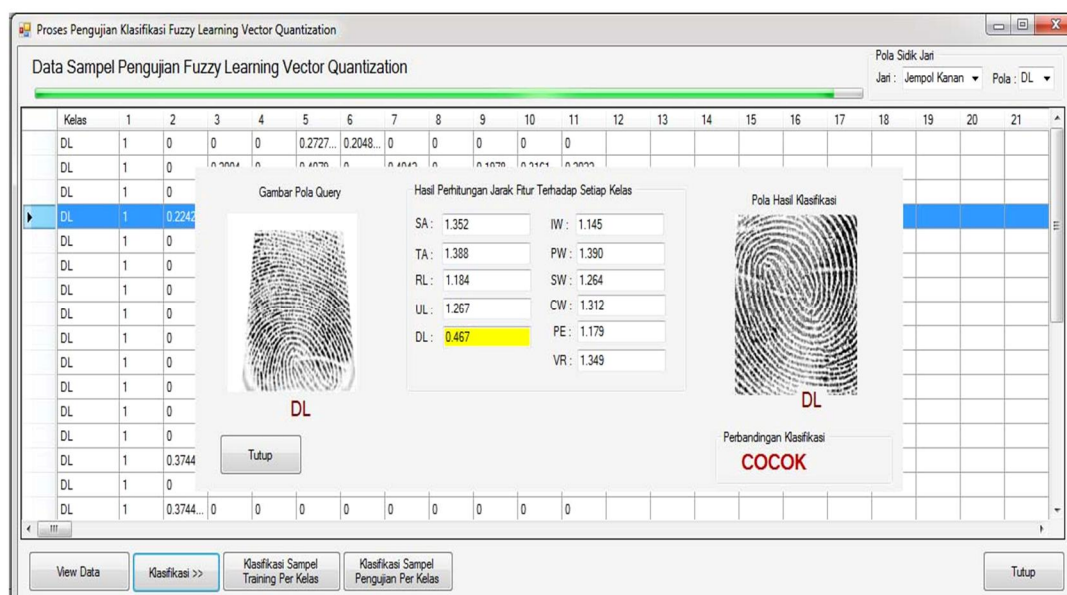 Proses Pengujian Klasifikasi Fuzzy Learning Vector Quantization
Data Sampel Pengujian Fuzzy Learning Vector Quantization
Pola Sidik Jari
Jari : Jempol Kanan Pola : DL
Kelas 1 2 3 4 5 6 7 8 9 10 11 12 13 14 15 16 17 18 19 20 21
DL 1 0 0 0 0.2727... 0.2048... 0 0 0 0 0
DL 1 0
DL 1 0
DL 1 0.2242
DL 1 0
DL 1 0
DL 1 0
DL 1 0
DL 1 0
DL 1 0
DL 1 0
DL 1 0
DL 1 0
DL 1 0.3744
DL 1 0
DL 1 0.3744... 0 0 0 0 0 0 0 0 0
Gambar Pola Query
DL
Tutup
Hasil Perhitungan Jarak Fitur Terhadap Setiap Kelas
SA : 1.352 IW : 1.145
TA : 1.388 PW : 1.390
RL : 1.184 SW : 1.264
UL : 1.267 CW : 1.312
DL : 0.467 PE : 1.179
VR : 1.349
Pola Hasil Klasifikasi
DL
Perbandingan Klasifikasi
COCOK
View Data
Klasifikasi >>
Klasifikasi Sampel
Training Per Kelas
Klasifikasi Sampel
Pengujian Per Kelas
Tutup